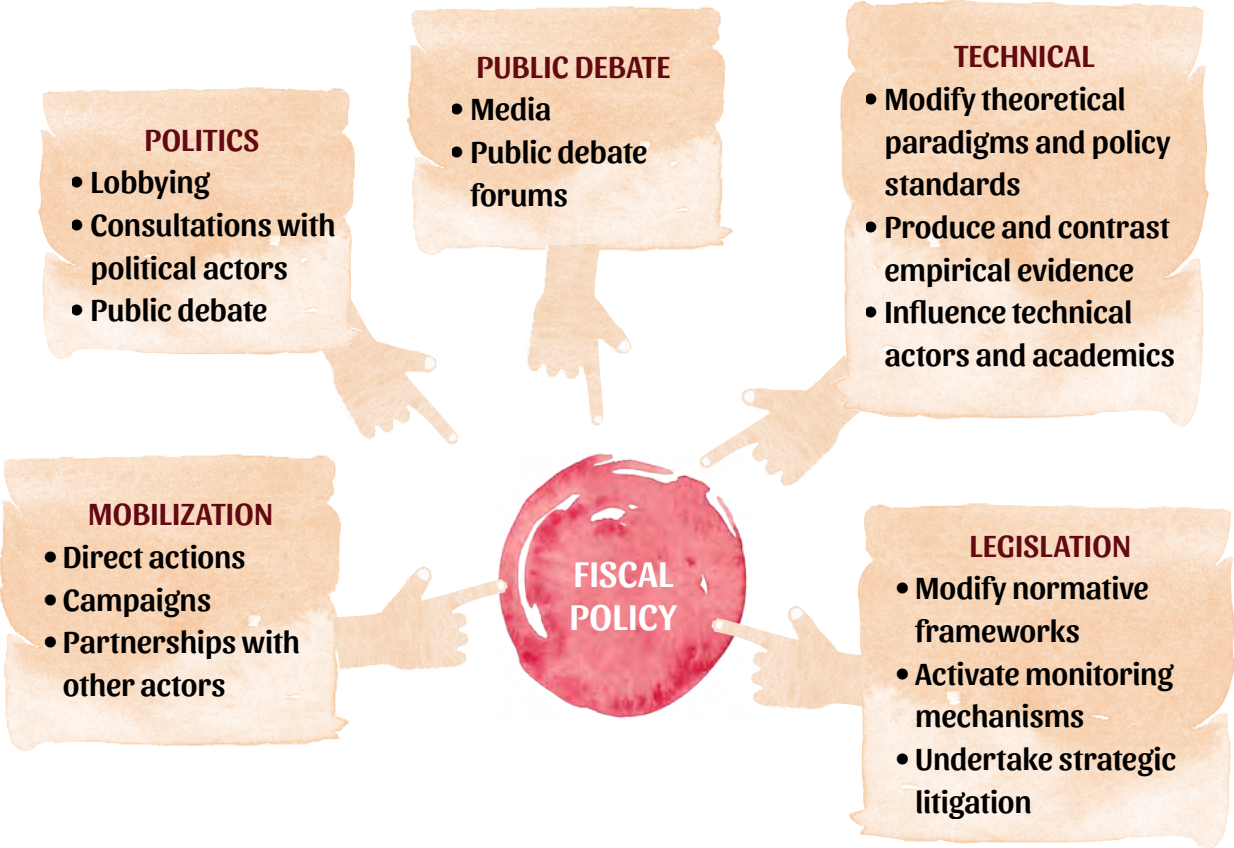 POLITICS
• Lobbying
• Consultations with
political actors
• Public debate
PUBLIC DEBATE
• Media
• Public debate
forums
TECHNICAL
• Modify theoretical
paradigms and policy
standards
• Produce and contrast
empirical evidence
• Influence technical
actors and academics
MOBILIZATION
• Direct actions
• Campaigns
• Partnerships with
other actors
FISCAL
POLICY
LEGISLATION
• Modify normative
frameworks
• Activate monitoring
mechanisms
• Undertake strategic
litigation